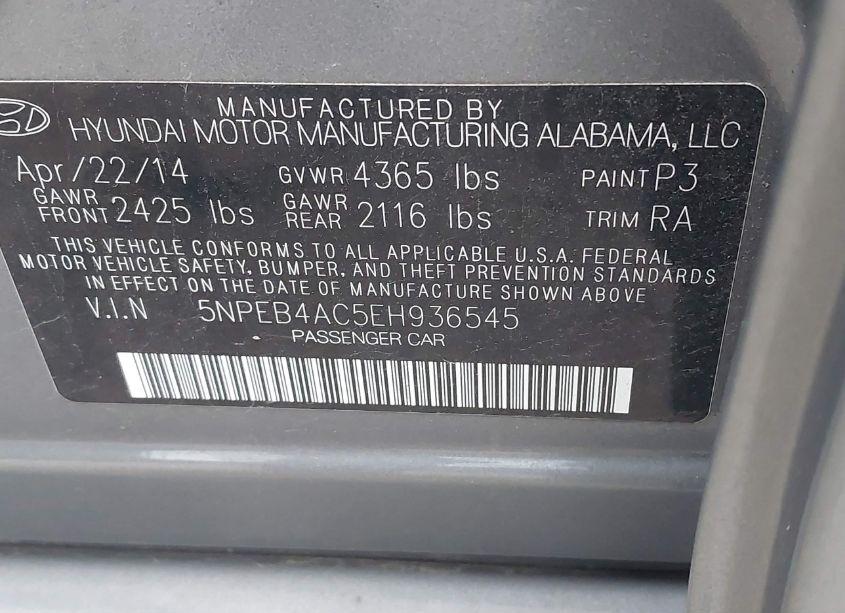 MANUFACTURED BY
HYUNDAI MOTOR MANUFACTURING ALABAMA, LLC
Apr/22/14 GVWR 4365 lbs PAINT P3
GAWR FRONT 2425 lbs GAWR REAR 2116 lbs TRIM RA
THIS VEHICLE CONFORMS TO ALL APPLICABLE U.S.A. FEDERAL
MOTOR VEHICLE SAFETY, BUMPER, AND THEFT PREVENTION STANDARDS
IN EFFECT ON THE DATE OF MANUFACTURE SHOWN ABOVE
V.I.N 5NPEB4AC5EH936545
PASSENGER CAR